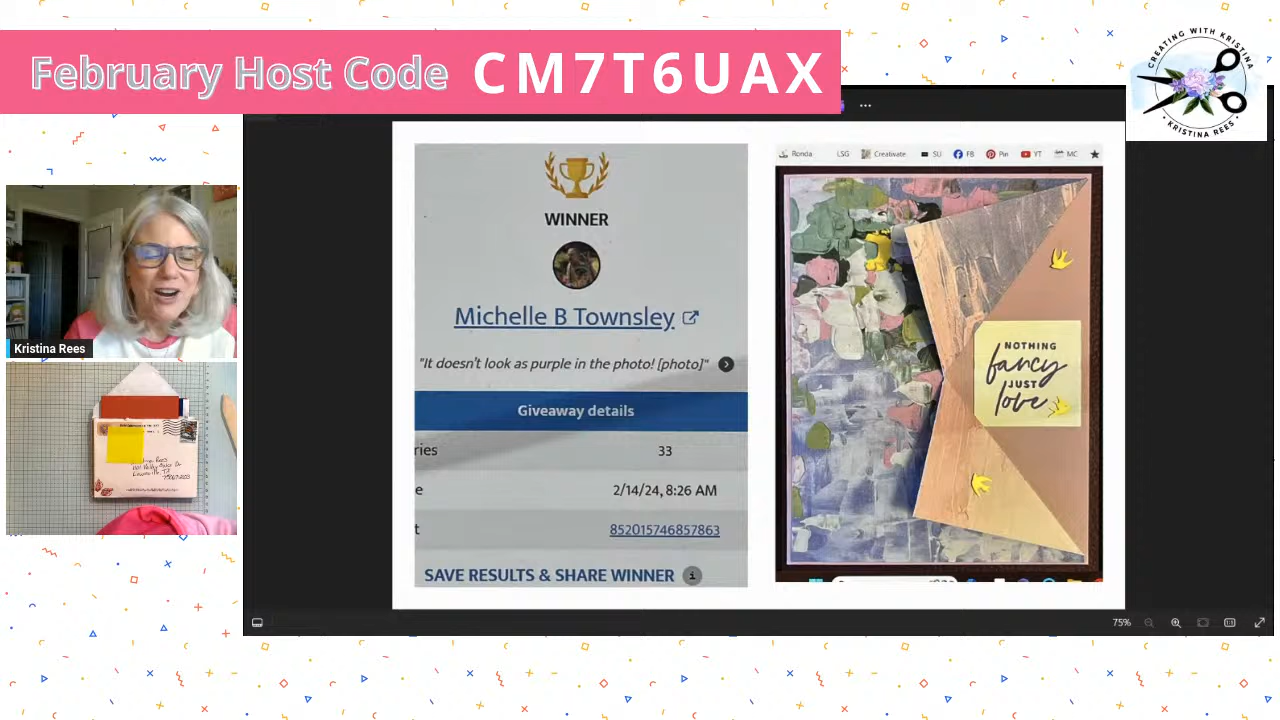 February Host Code CM7T6UAX
CREATING WITH KRISTINA
• KRISTINA REES •
WINNER
Michelle B Townsley
"It doesn't look as purple in the photo! [photo]"
Giveaway details
ries 33
e 2/14/24, 8:26 AM
t 852015746857863
SAVE RESULTS & SHARE WINNER
Ronda LSG Creativate SU FB Pin YT MC
NOTHING
fancy
JUST
love
Kristina Rees
75%